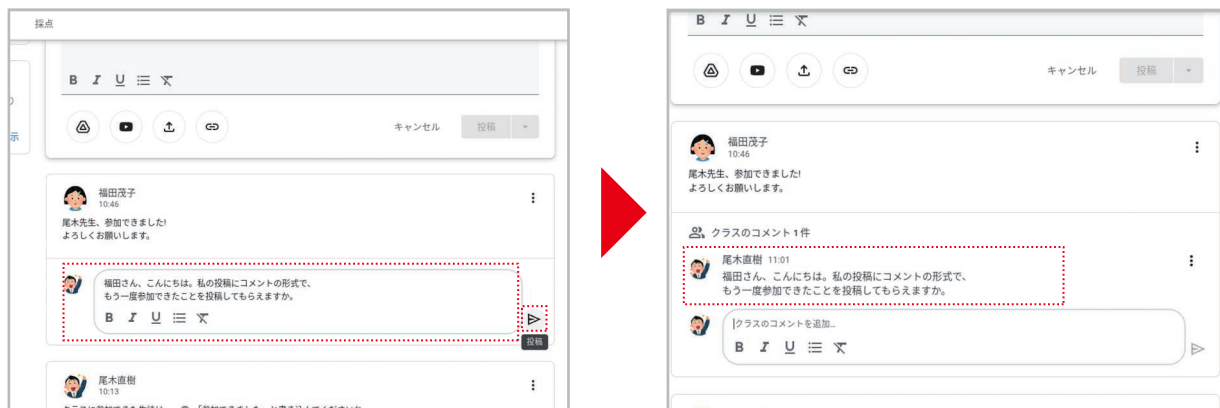 採点
示
B I U
キャンセル 投稿
福田茂子
10:46
尾木先生、参加できました!
よろしくお願いします。
福田さん、こんにちは。私の投稿にコメントの形式で、
もう一度参加できたことを投稿してもらえますか。
B I U
投稿
尾木直樹
10:13
B I U
キャンセル 投稿
福田茂子
10:46
尾木先生、参加できました!
よろしくお願いします。
クラスのコメント 1 件
尾木直樹 11:01
福田さん、こんにちは。私の投稿にコメントの形式で、
もう一度参加できたことを投稿してもらえますか。
クラスのコメントを追加…
B I U